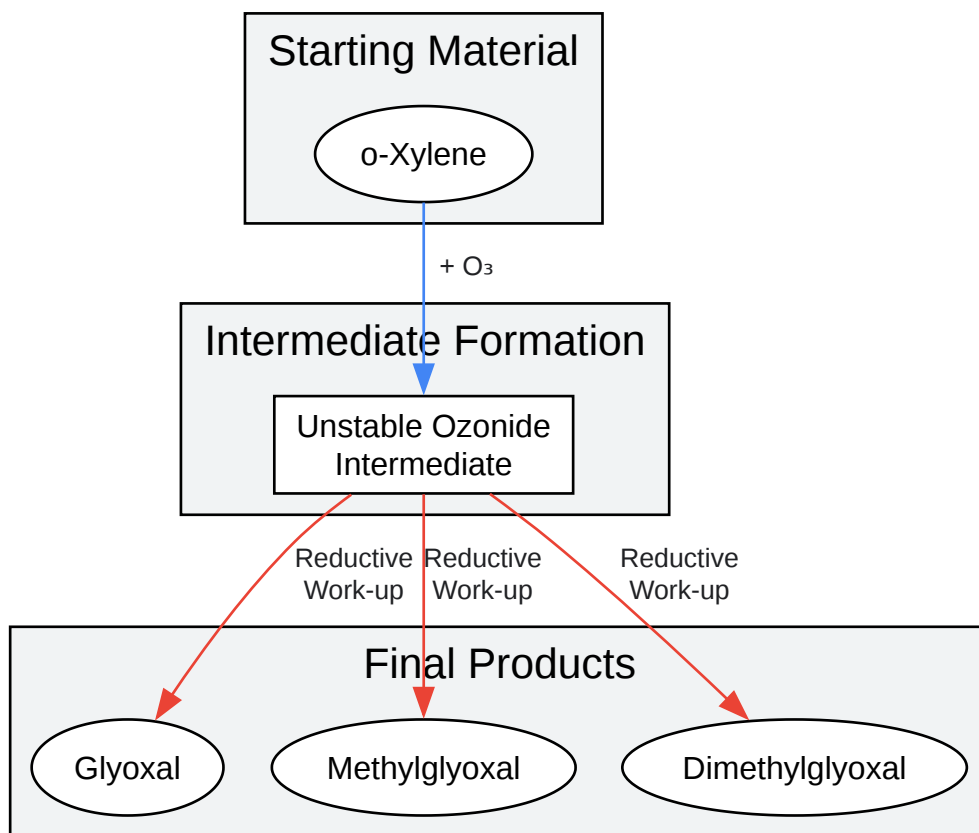 Starting Material
o-Xylene
+ O₃
Intermediate Formation
Unstable Ozonide
Intermediate
Reductive
Work-up
Reductive
Work-up
Reductive
Work-up
Final Products
Glyoxal
Methylglyoxal
Dimethylglyoxal